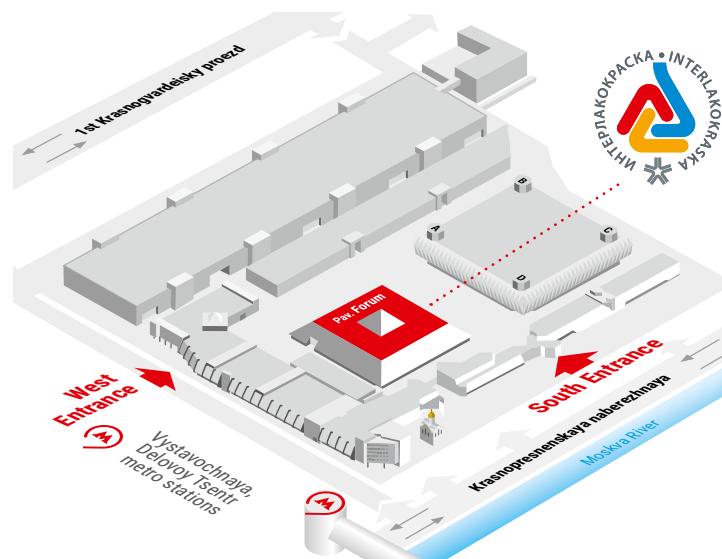 1st Krasnogvardeisky proezd
ИНТЕРЛАКОКРАСКА • INTERLAKOKRASKA
B
A
C
D
Pav. Forum
West
Entrance
South Entrance
Vystavochnaya,
Delovoy Tsentr
metro stations
Krasnopresnenskaya naberezhnaya
Moskva River